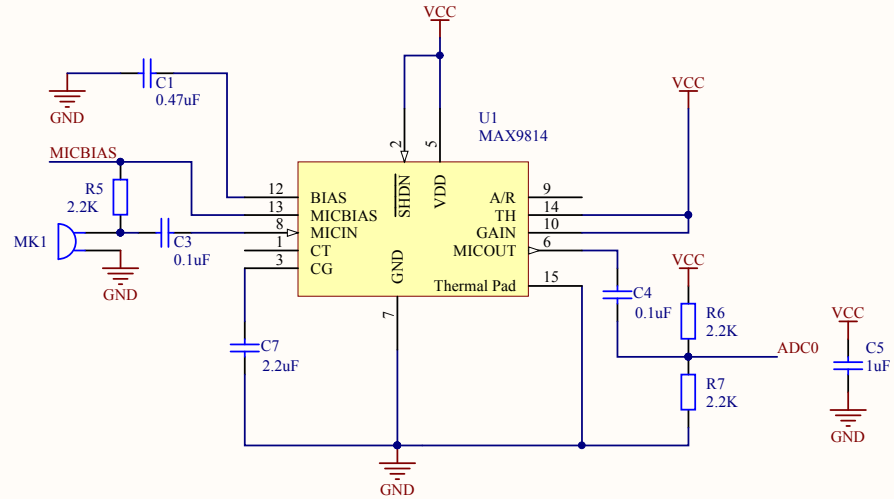 VCC
C1
0.47uF
GND
VCC
U1
MAX9814
2
5
MICBIAS
R5
2.2K
12
BIAS
SHDN
VDD
A/R
9
13
MICBIAS
TH
14
MK1
8
MICIN
GAIN
10
C3
0.1uF
1
CT
MICOUT
6
3
CG
GND
Thermal Pad
15
GND
7
C4
0.1uF
VCC
R6
2.2K
VCC
C7
2.2uF
ADC0
C5
1uF
R7
2.2K
GND
GND